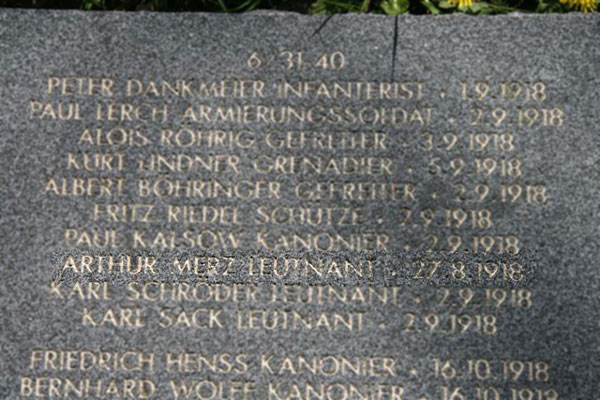 6/31.40
PETER DANKMEIER INFANTERIST · 1.9.1918
PAUL LERCH ARMIERUNGSSOLDAT · 2.9.1918
ALOIS RÖHRIG GEFREITER · 3.9.1918
KURT LINDNER GRENADIER · 5.9.1918
ALBERT BÖHRINGER GEFREITER · 2.9.1918
FRITZ RIEDEL SCHÜTZE · 2.9.1918
PAUL KALSOW KANONIER · 2.9.1918
ARTHUR MERZ LEUTNANT · 27.8.1918
KARL SCHRÖDER LEUTNANT · 2.9.1918
KARL SACK LEUTNANT · 2.9.1918
FRIEDRICH HENSS KANONIER · 16.10.1918
BERNHARD WOLFF KANONIER · 16.10.1918